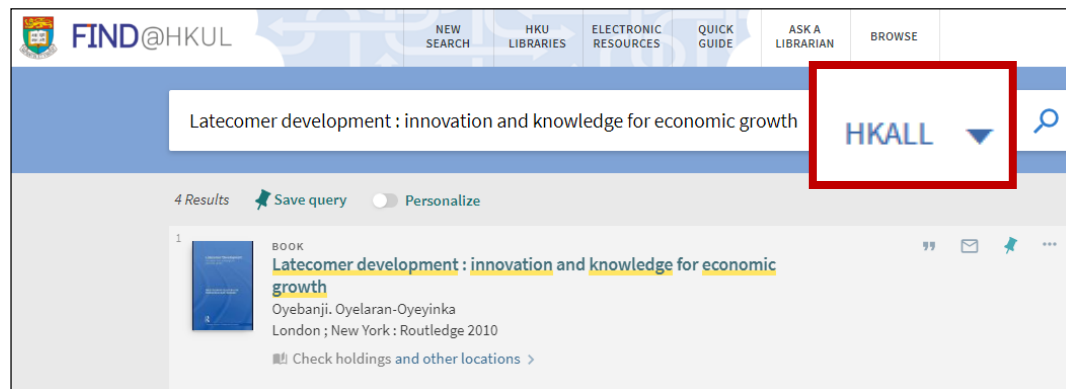 FIND@HKUL
NEW
SEARCH
HKU
LIBRARIES
ELECTRONIC
RESOURCES
QUICK
GUIDE
ASK A
LIBRARIAN
BROWSE
Latecomer development : innovation and knowledge for economic growth
HKALL
4 Results
Save query
Personalize
1
BOOK
Latecomer development : innovation and knowledge for economic
growth
Oyebanji. Oyelaran-Oyeyinka
London ; New York : Routledge 2010
Check holdings and other locations >